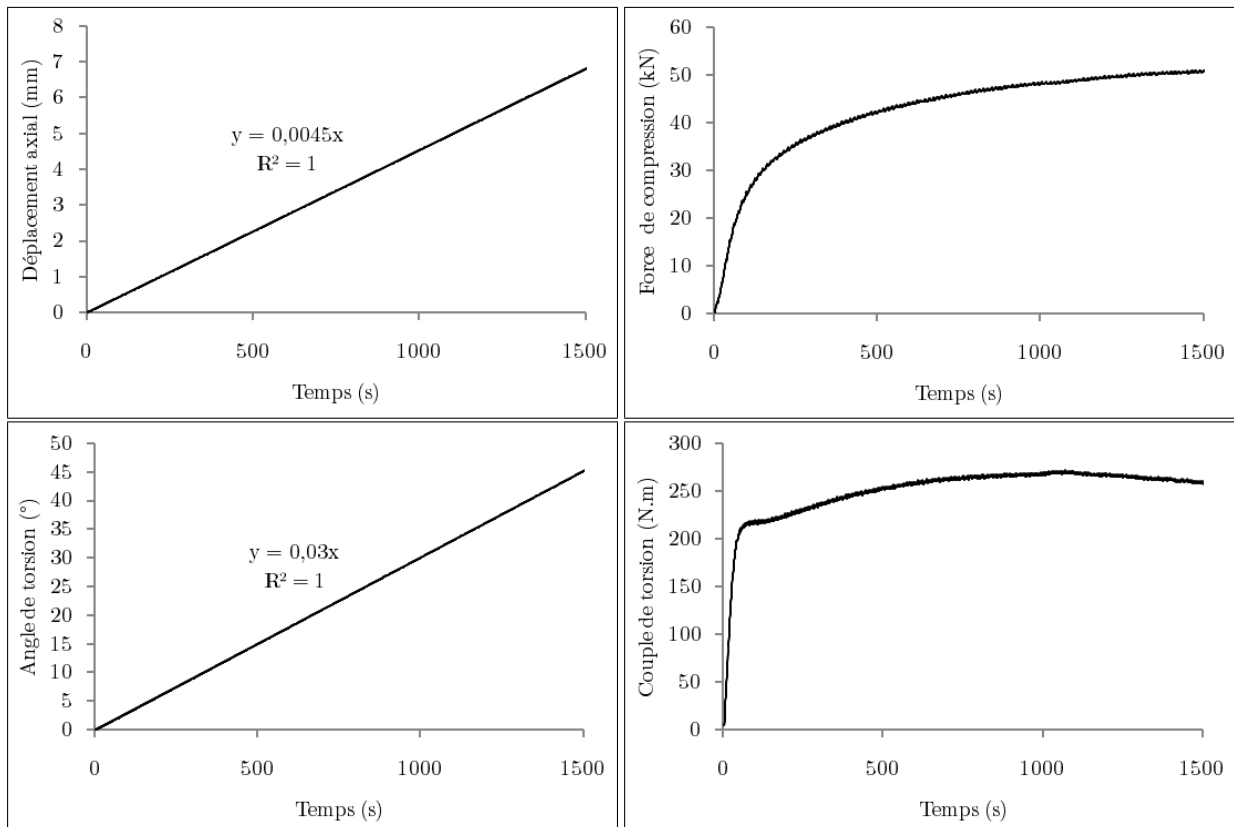 Déplacement axial (mm)
8
7
6
5
4
3
2
1
0
y = 0,0045x
R² = 1
0 500 1000 1500
Temps (s)
Force de compression (kN)
60
50
40
30
20
10
0
0 500 1000 1500
Temps (s)
Angle de torsion (°)
50
45
40
35
30
25
20
15
10
5
0
y = 0,03x
R² = 1
0 500 1000 1500
Temps (s)
Couple de torsion (N.m)
300
250
200
150
100
50
0
0 500 1000 1500
Temps (s)